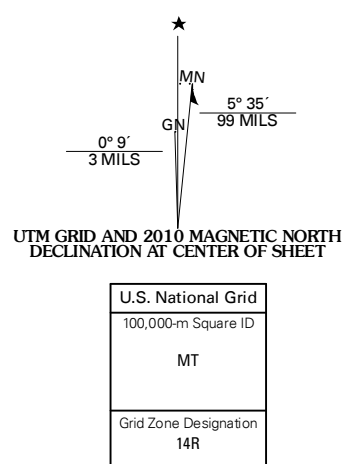 MN
5° 35´
99 MILS
GN
0° 9´
3 MILS
UTM GRID AND 2010 MAGNETIC NORTH
DECLINATION AT CENTER OF SHEET
U.S. National Grid
100,000-m Square ID
MT
Grid Zone Designation
14R